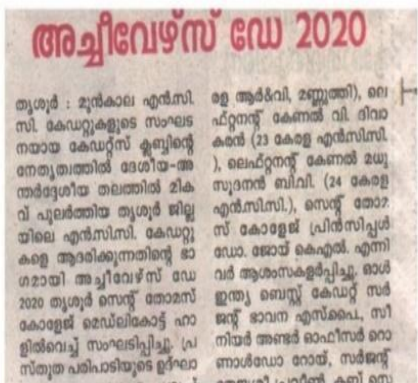 അച്ചീവേഴ്സ് ഡേ 2020
തൃശൂർ : മുൻകാല എൻ.സി.
സി. കേഡറ്റുകളുടെ സംഘട
നയായ കേഡറ്റ്സ് ക്ലബ്ബിന്റെ
നേതൃത്വത്തിൽ ദേശീയ-അ
ന്തർദ്ദേശീയ തലത്തിൽ മിക
വ് പുലർത്തിയ തൃശൂർ ജില്ല
യിലെ എൻ.സി.സി. കേഡറ്റു
കളെ ആദരിക്കുന്നതിന്റെ ഭാ
ഗമായി അച്ചീവേഴ്സ് ഡേ
2020 തൃശൂർ സെന്റ് തോമസ്
കോളേജ് മെഡ്ലികോട്ട് ഹാ
ളിൽവെച്ച് സംഘടിപ്പിച്ചു. പ്ര
സ്തുത പരിപാടിയുടെ ഉദ്ഘാ
രള ആർ&വി, മണ്ണുത്തി), ലെ
ഫ്റ്റനന്റ് കേണൽ വി. ദിവാ
കരൻ (23 കേരള എൻസിസി.
), ലെഫ്റ്റനന്റ് കേണൽ മധു
സൂദനൻ ബി.വി. (24 കേരള
എൻ.സി.സി.), സെന്റ് തോമ
സ് കോളേജ് പ്രിൻസിപ്പൾ
ഡോ. ജോയ് കെഎൽ. എന്നി
വർ ആശംസകളർപ്പിച്ചു. ഓൾ
ഇന്ത്യ ബെസ്റ്റ് കേഡറ്റ് സർ
ജന്റ് ഭാവന എസ്പൈ, സീ
നിയർ അണ്ടർ ഓഫീസർ റൊ
ണാൾഡോ റോയ്, സർജന്റ്